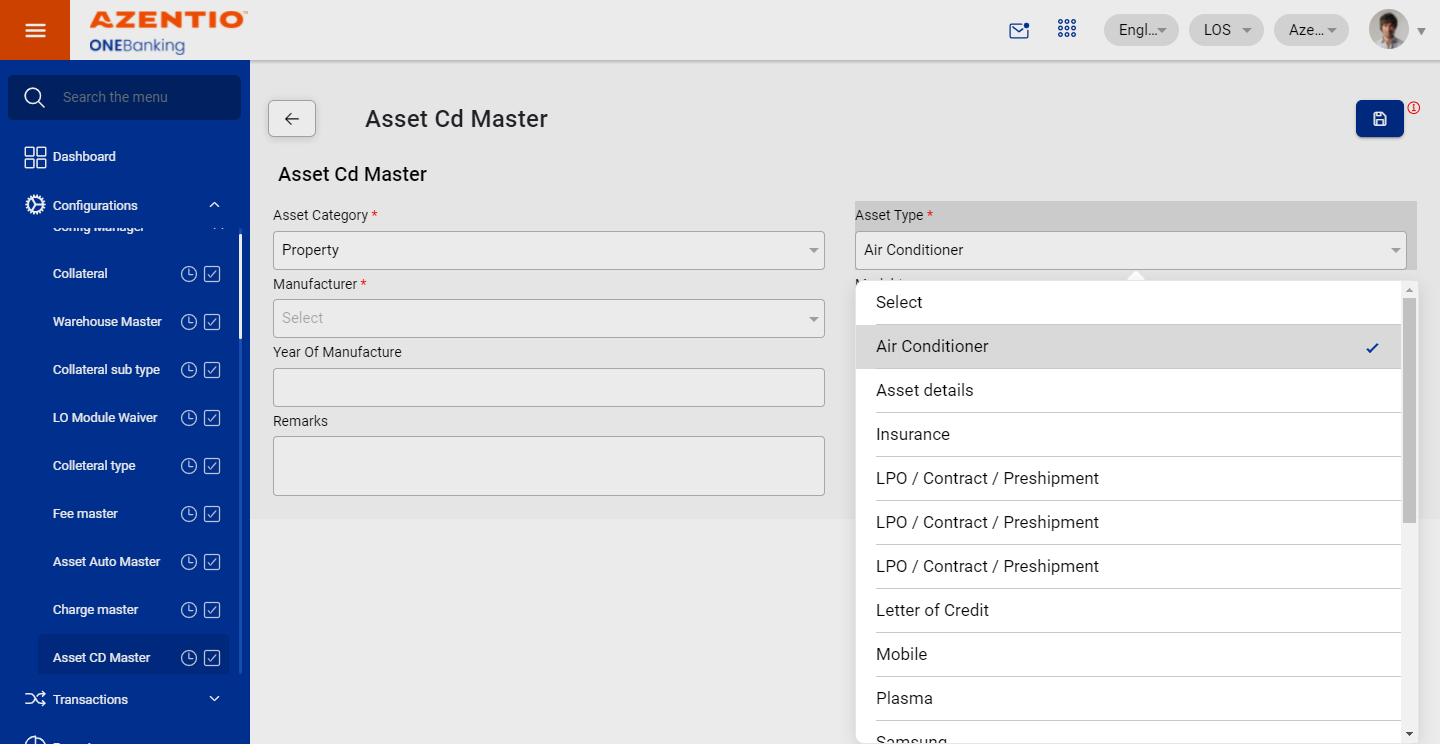 AZENTIO™
ONEBanking
Engl...
LOS
Aze...
Search the menu
Dashboard
Configurations
Config Manager
Collateral
Warehouse Master
Collateral sub type
LO Module Waiver
Colleteral type
Fee master
Asset Auto Master
Charge master
Asset CD Master
Transactions
Asset Cd Master
Asset Cd Master
Asset Category *
Property
Asset Type *
Air Conditioner
Manufacturer *
Select
Year Of Manufacture
Remarks
Select
Air Conditioner
Asset details
Insurance
LPO / Contract / Preshipment
LPO / Contract / Preshipment
LPO / Contract / Preshipment
Letter of Credit
Mobile
Plasma
Samsung